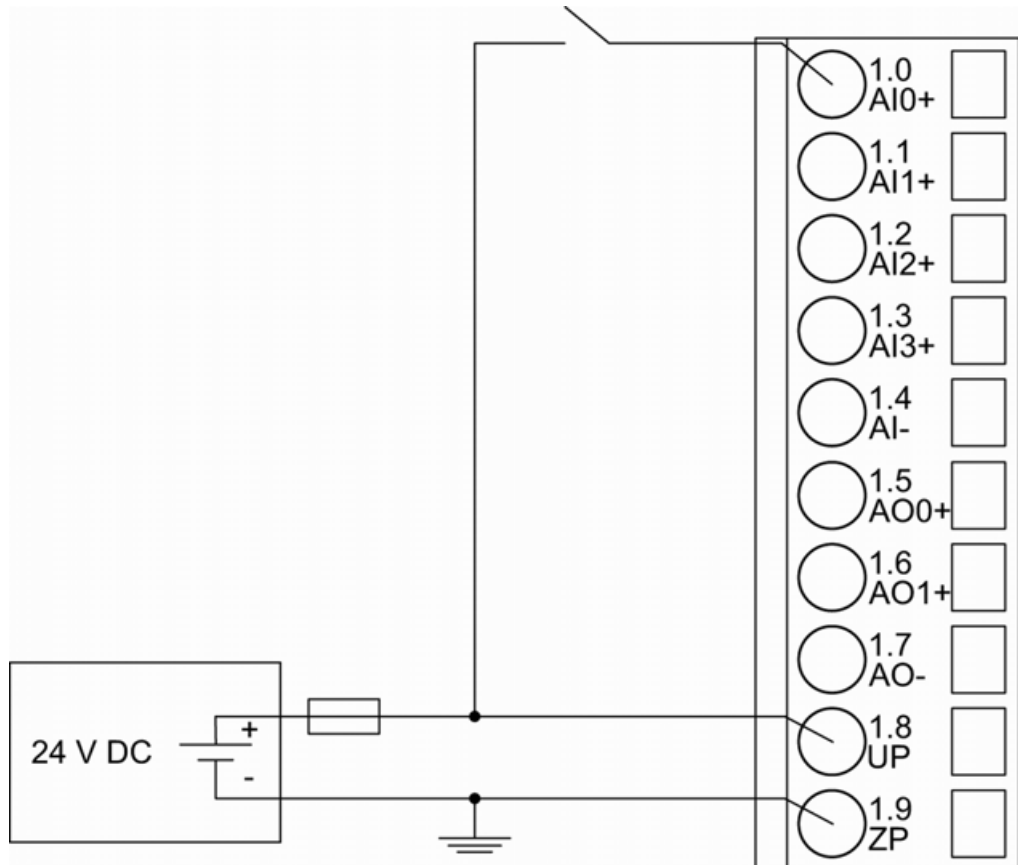 1.0
AI0+
1.1
AI1+
1.2
AI2+
1.3
AI3+
1.4
AI-
1.5
AO0+
1.6
AO1+
1.7
AO-
24 V DC
+
-
1.8
UP
1.9
ZP